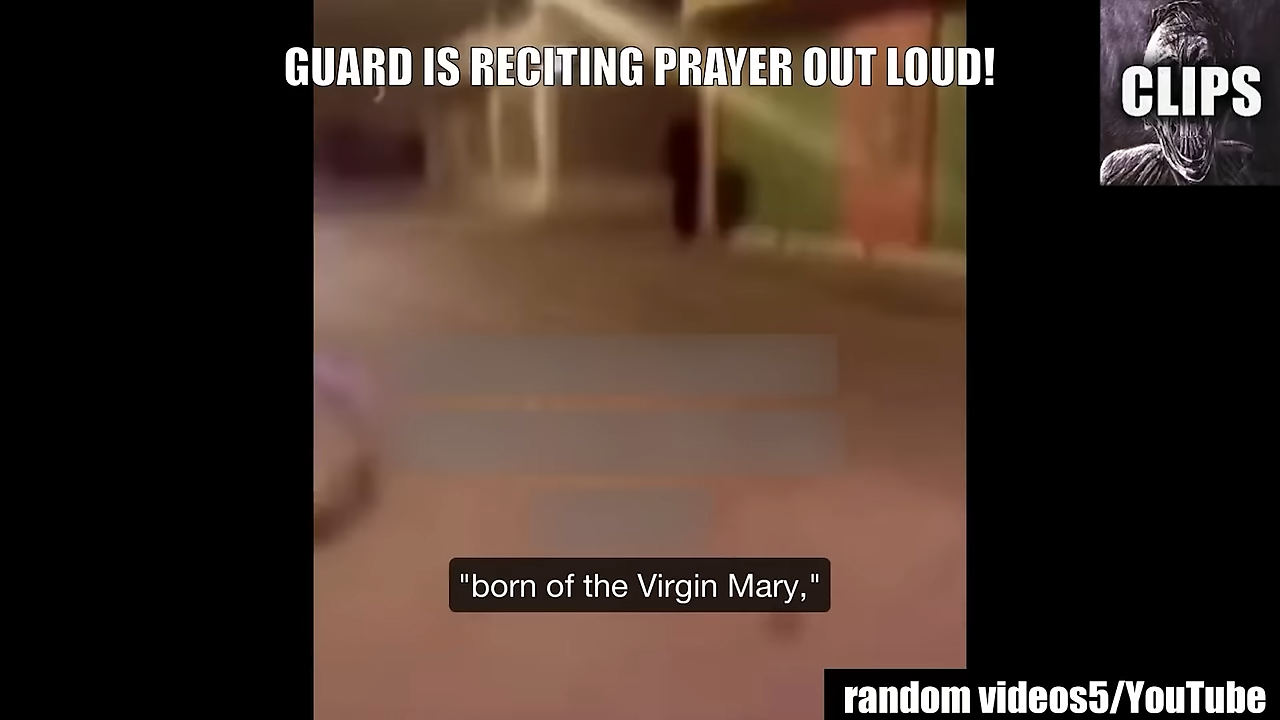 GUARD IS RECITING PRAYER OUT LOUD!
CLIPS
"born of the Virgin Mary,"
random videos5/YouTube